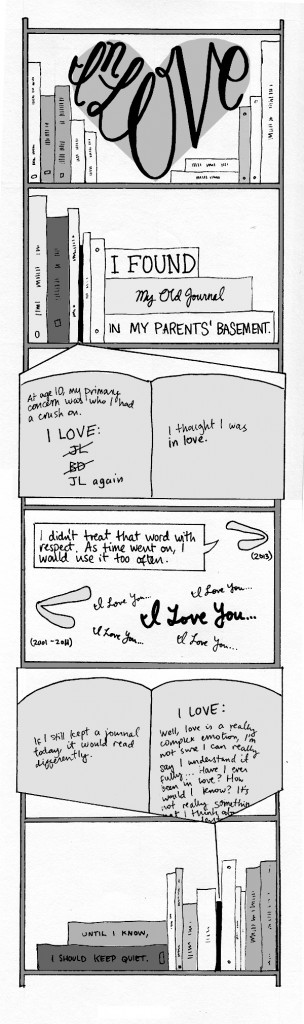 In
LOVE
I FOUND
My Old Journal
IN MY PARENTS' BASEMENT.
At age 10, my primary
concern was who I had
a crush on.
I LOVE:
JL
BD
JL again
I thought I was
in love.
I didn't treat that word with
respect. As time went on, I
would use it too often.
(2013)
I Love You...
I Love You...
I Love You...
I Love You...
I Love You...
(2001-2011)
If I still kept a journal
today, it would read
differently.
I LOVE:
Well, love is a really
complex emotion, I'm
not sure I can really
say I understand it
fully... Have I ever
been in love? How
would I know? It's
not really something
that I think
UNTIL I KNOW,
I SHOULD KEEP QUIET.